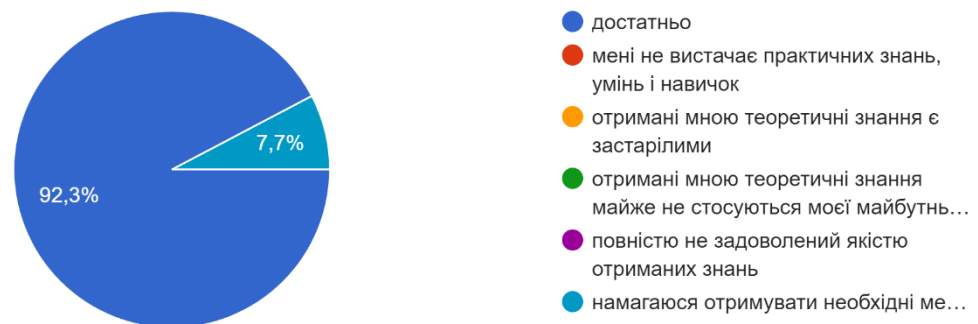 92,3%
7,7%
достатньо
мені не вистачає практичних знань,
умінь і навичок
отримані мною теоретичні знання є
застарілими
отримані мною теоретичні знання
майже не стосуються моєї майбутнь…
повністю не задоволений якістю
отриманих знань
намагаюся отримувати необхідні ме…